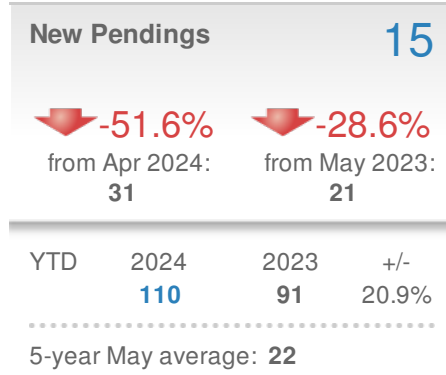 New Pendings 15
-51.6% -28.6%
from Apr 2024: from May 2023:
31 21
YTD 2024 2023 +/-
110 91 20.9%
5-year May average: 22